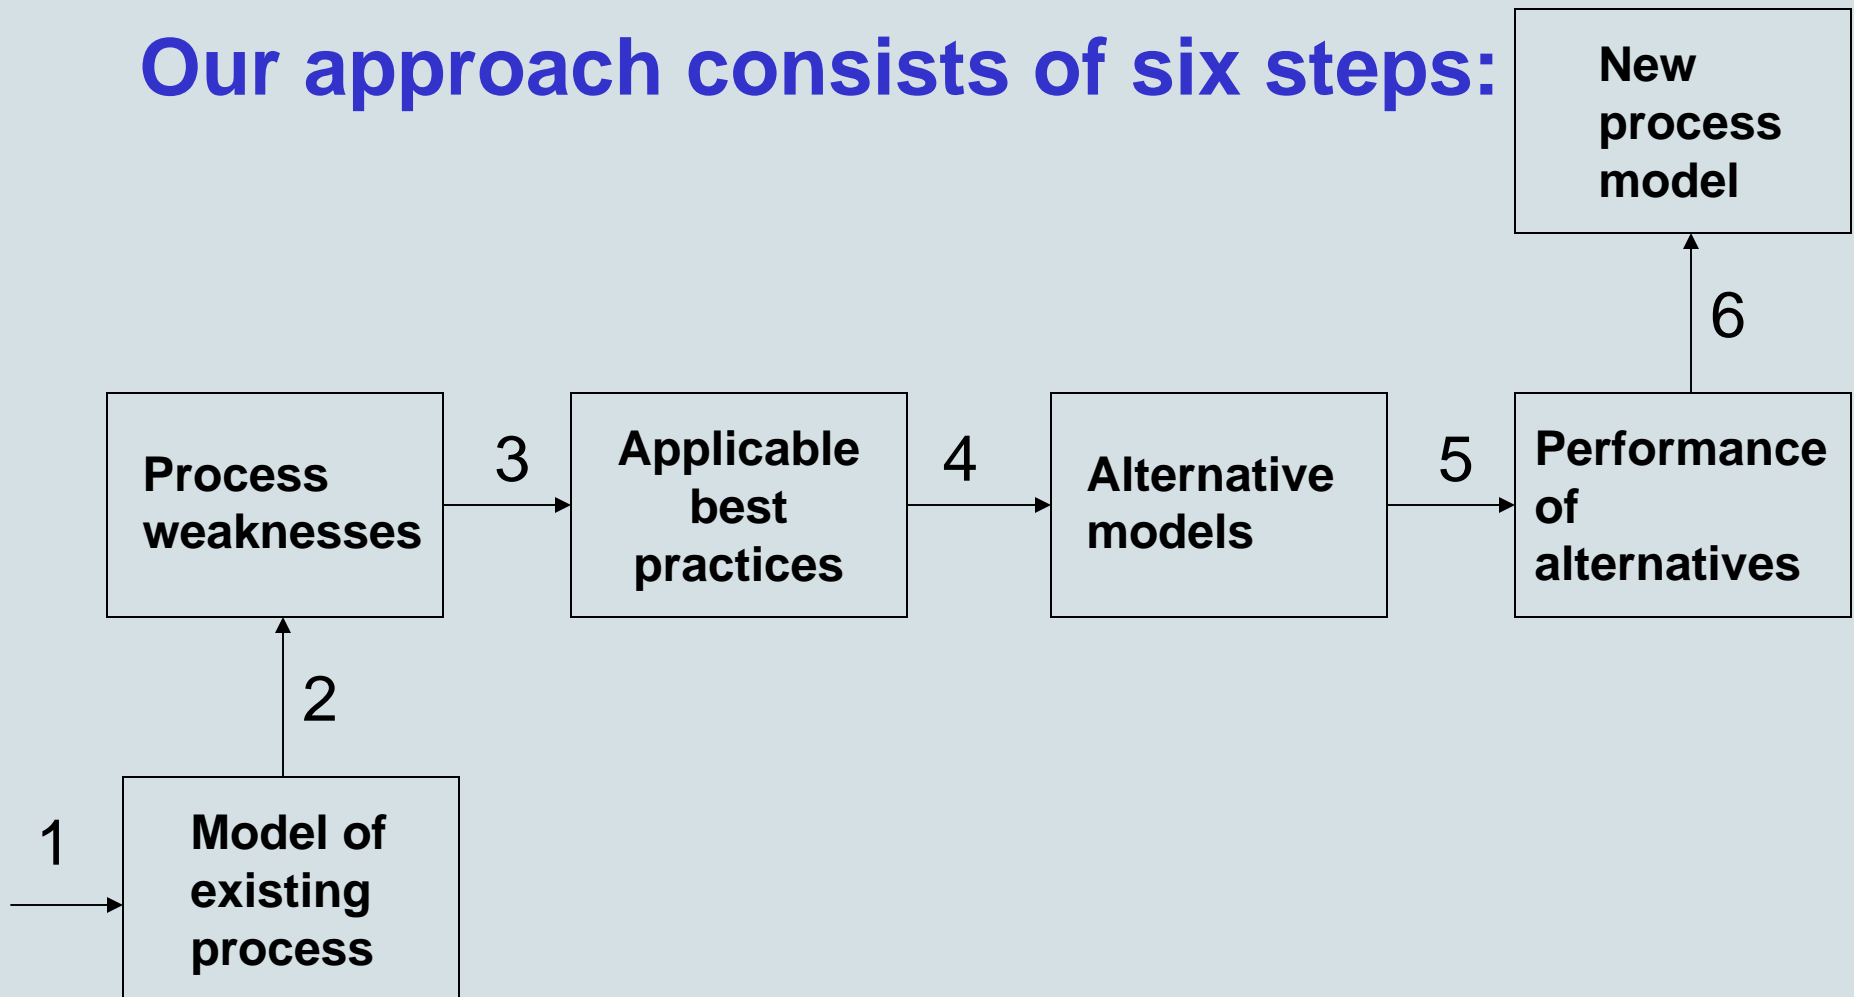 Our approach consists of six steps:
New
process
model
6
Process
weaknesses
3
Applicable
best
practices
4
Alternative
models
5
Performance
of
alternatives
2
1
Model of
existing
process